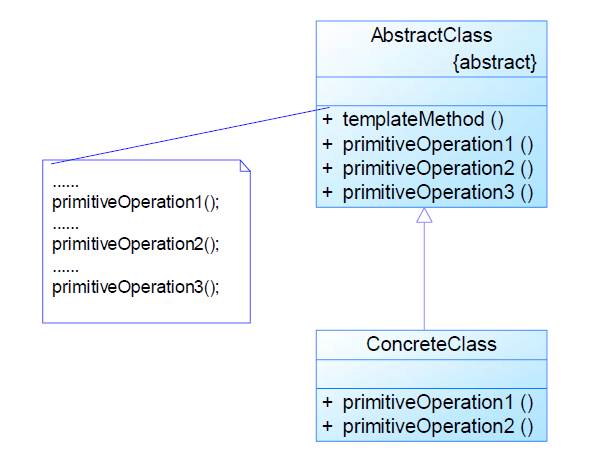 AbstractClass
{abstract}
+ templateMethod ()
+ primitiveOperation1 ()
+ primitiveOperation2 ()
+ primitiveOperation3 ()
......
primitiveOperation1();
......
primitiveOperation2();
......
primitiveOperation3();
ConcreteClass
+ primitiveOperation1 ()
+ primitiveOperation2 ()